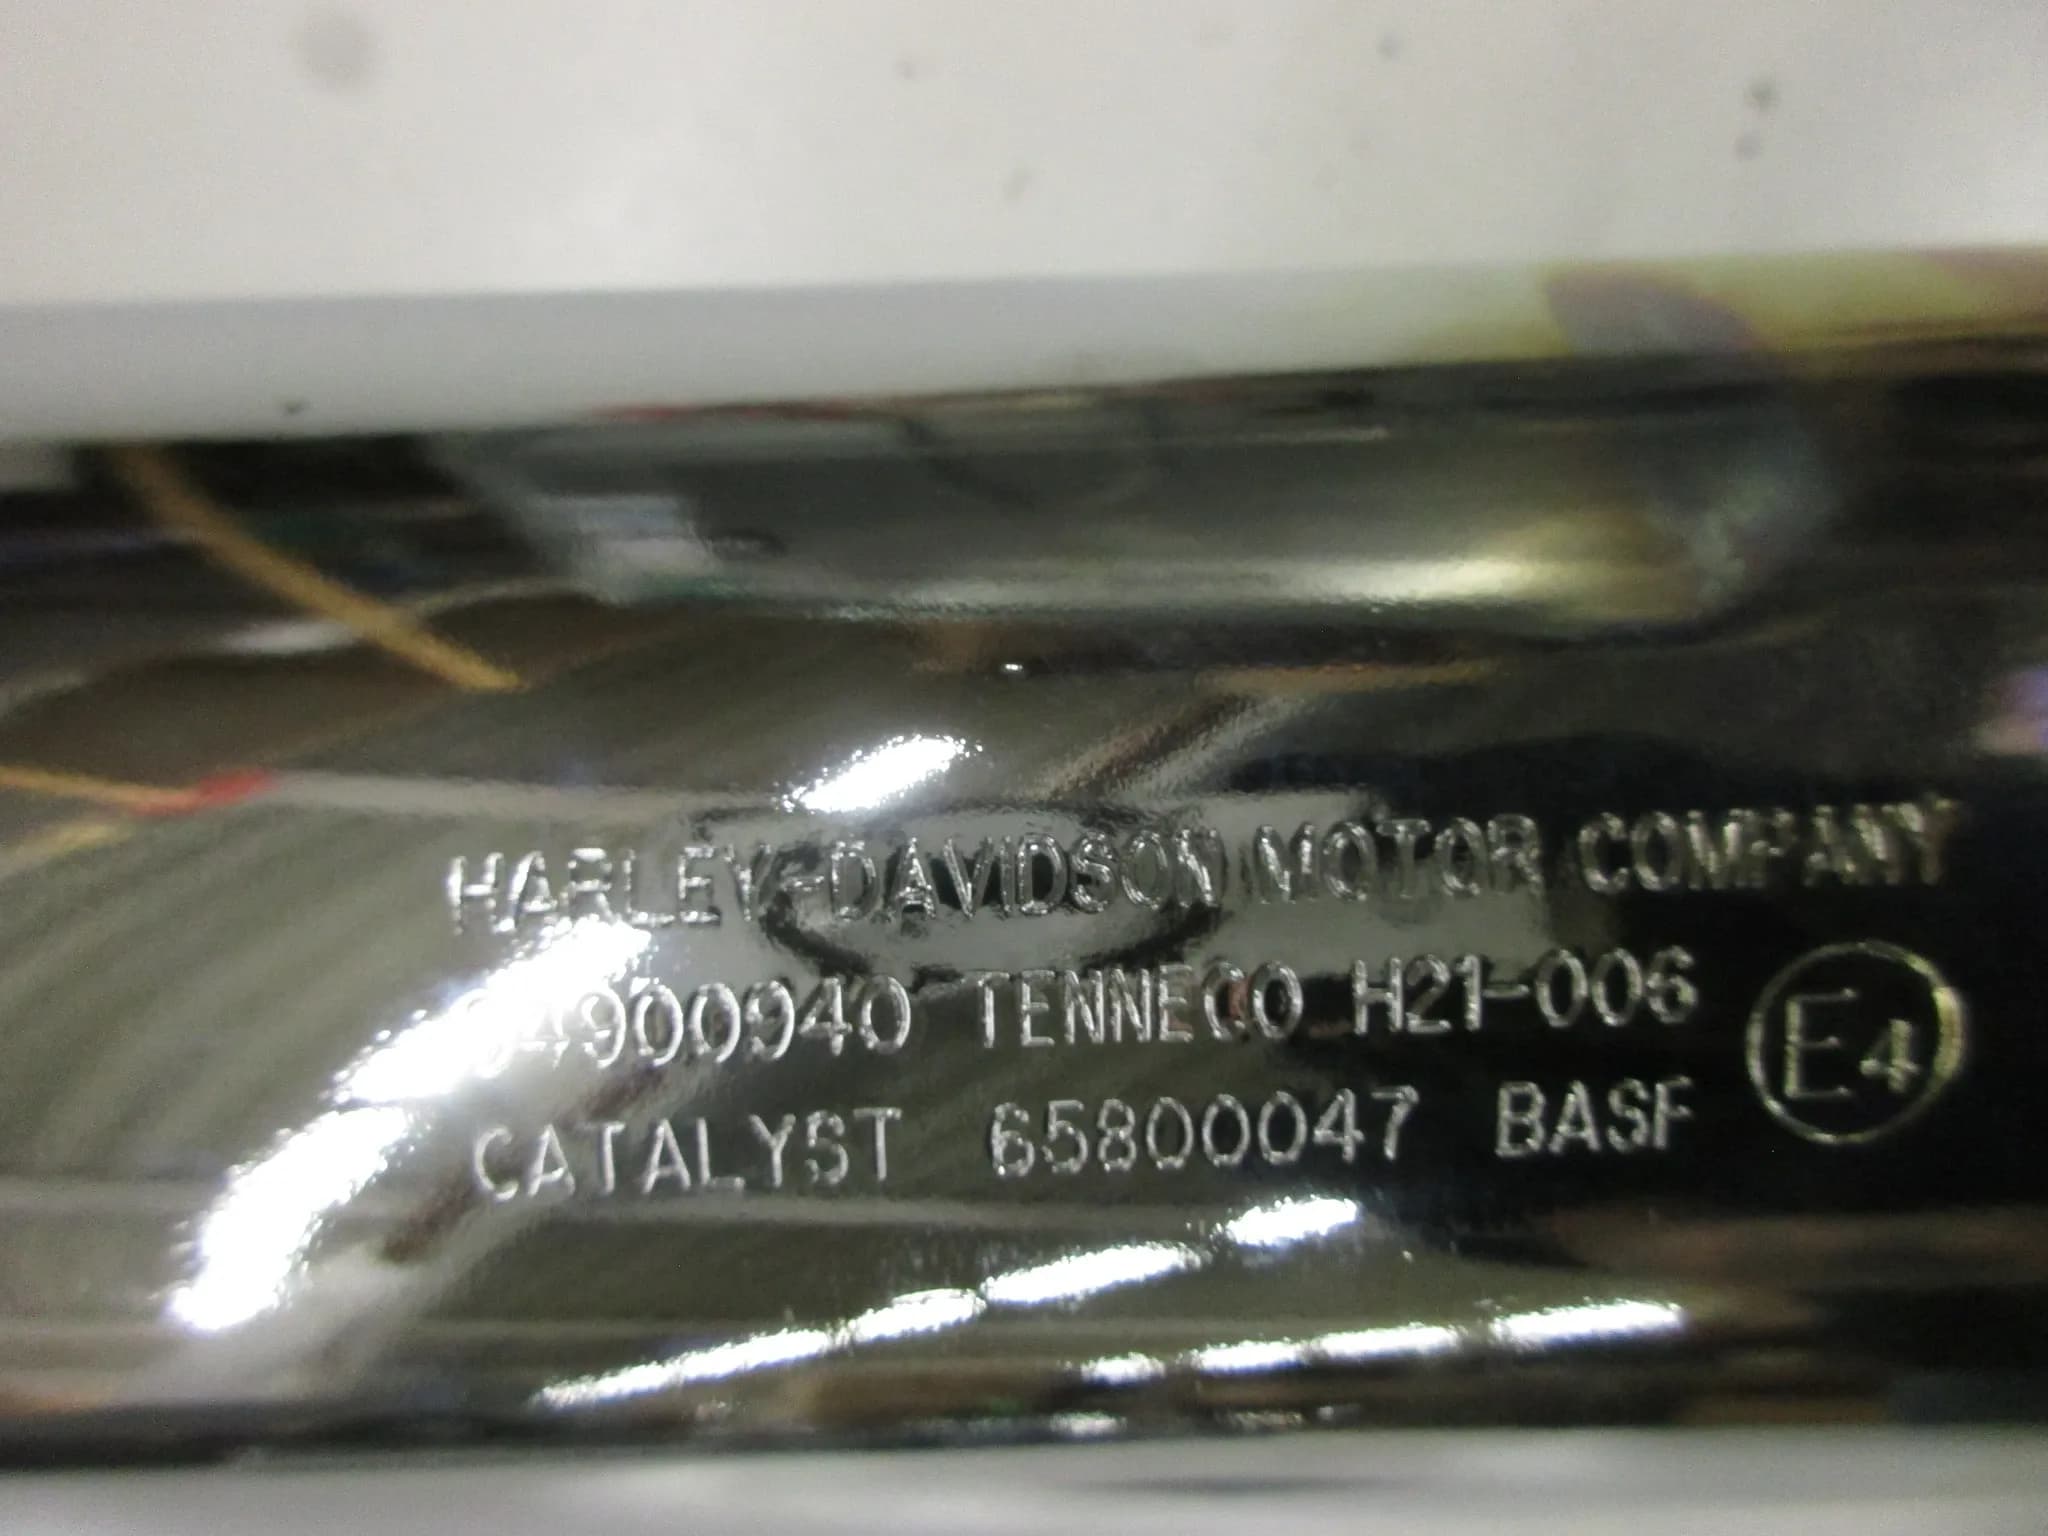 HARLEY-DAVIDSON MOTOR COMPANY
TENNECO H21-006
CATALYST 65800047 BASF
E4